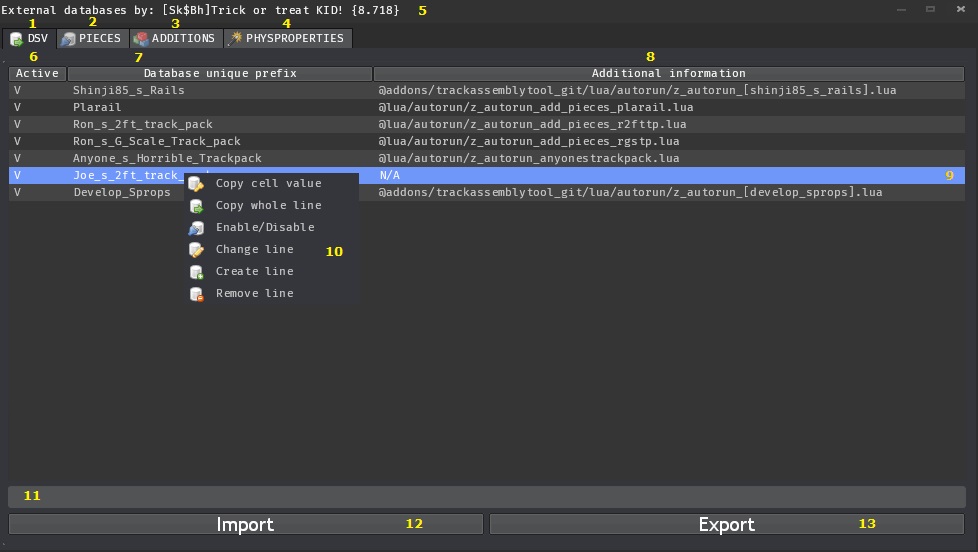 External databases by: [Sk$Bh]Trick or treat KID! {8.718} 5
1 2 3 4
DSV PIECES ADDITIONS PHYSPROPERTIES
6 7 8
Active Database unique prefix Additional information
V Shinji85_s_Rails @addons/trackassemblytool_git/lua/autorun/z_autorun_[shinji85_s_rails].lua
V Plarail @lua/autorun/z_autorun_add_pieces_plarail.lua
V Ron_s_2ft_track_pack @lua/autorun/z_autorun_add_pieces_r2fttp.lua
V Ron_s_G_Scale_Track_pack @lua/autorun/z_autorun_add_pieces_rgstp.lua
V Anyone_s_Horrible_Trackpack @lua/autorun/z_autorun_anyonestrackpack.lua
V Joe_s_2ft_track_ N/A 9
V Develop_Sprops @addons/trackassemblytool_git/lua/autorun/z_autorun_[develop_sprops].lua
Copy cell value
Copy whole line
Enable/Disable
Change line 10
Create line
Remove line
11
Import 12 Export 13